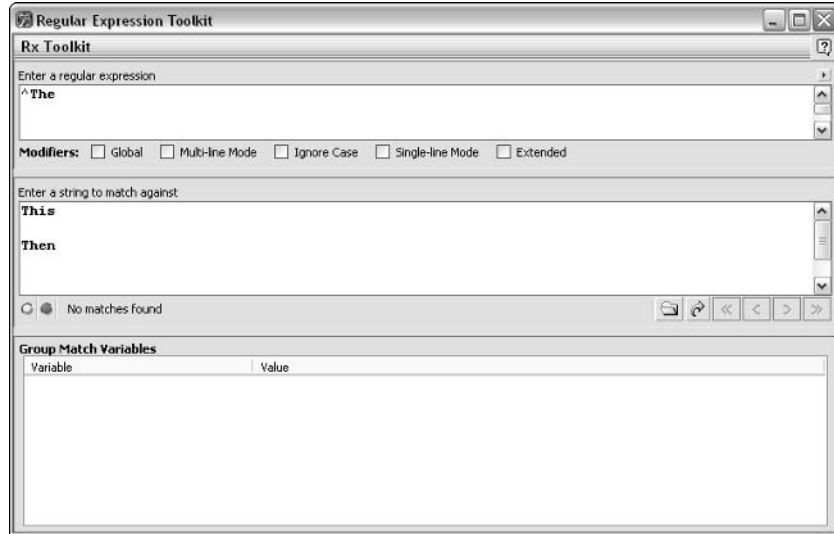 Regular Expression Toolkit
Rx Toolkit
Enter a regular expression
^The
Modifiers: Global Multi-line Mode Ignore Case Single-line Mode Extended
Enter a string to match against
This
Then
No matches found
Group Match Variables
Variable Value